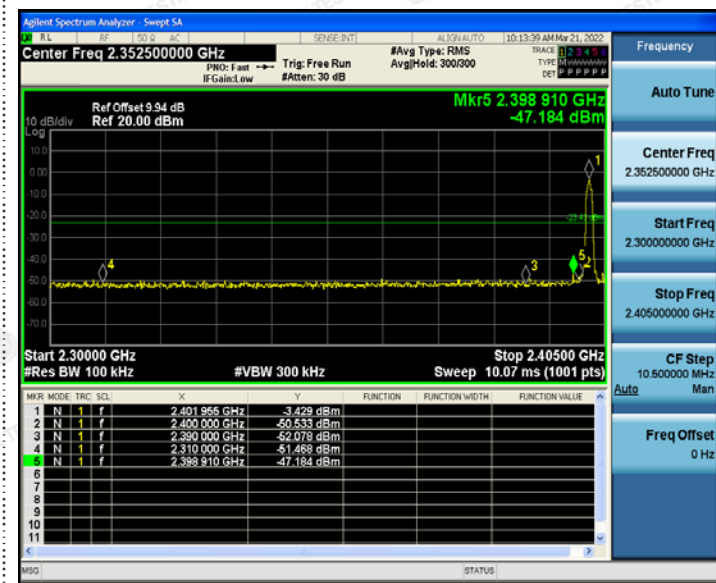 Agilent Spectrum Analyzer - Swept SA
RL RF 50 Ω AC SENSE:INT ALIGN AUTO 10:13:39 AM Mar 21, 2022
Center Freq 2.352500000 GHz
PNO: Fast
IFGain:Low
Trig: Free Run
#Atten: 30 dB
#Avg Type: RMS
Avg|Hold: 300/300
TRACE 1 2 3 4 5 6
TYPE M
DET P P P P P P
Ref Offset 9.94 dB
Ref 20.00 dBm
10 dB/div
Log
Mkr5 2.398 910 GHz
-47.184 dBm
10.0
0.00
-10.0
-20.0
-30.0
-40.0
-50.0
-60.0
-70.0
1
4
3
5
2
Start 2.30000 GHz Stop 2.40500 GHz
#Res BW 100 kHz #VBW 300 kHz Sweep 10.07 ms (1001 pts)
MKR MODE TRC SCL X Y FUNCTION FUNCTION WIDTH FUNCTION VALUE
1 N 1 f 2.401 955 GHz -3.429 dBm
2 N 1 f 2.400 000 GHz -50.533 dBm
3 N 1 f 2.390 000 GHz -52.078 dBm
4 N 1 f 2.310 000 GHz -51.468 dBm
5 N 1 f 2.398 910 GHz -47.184 dBm
6
7
8
9
10
11
MSG STATUS
Frequency
Auto Tune
Center Freq
2.352500000 GHz
Start Freq
2.300000000 GHz
Stop Freq
2.405000000 GHz
CF Step
10.500000 MHz
Auto Man
Freq Offset
0 Hz